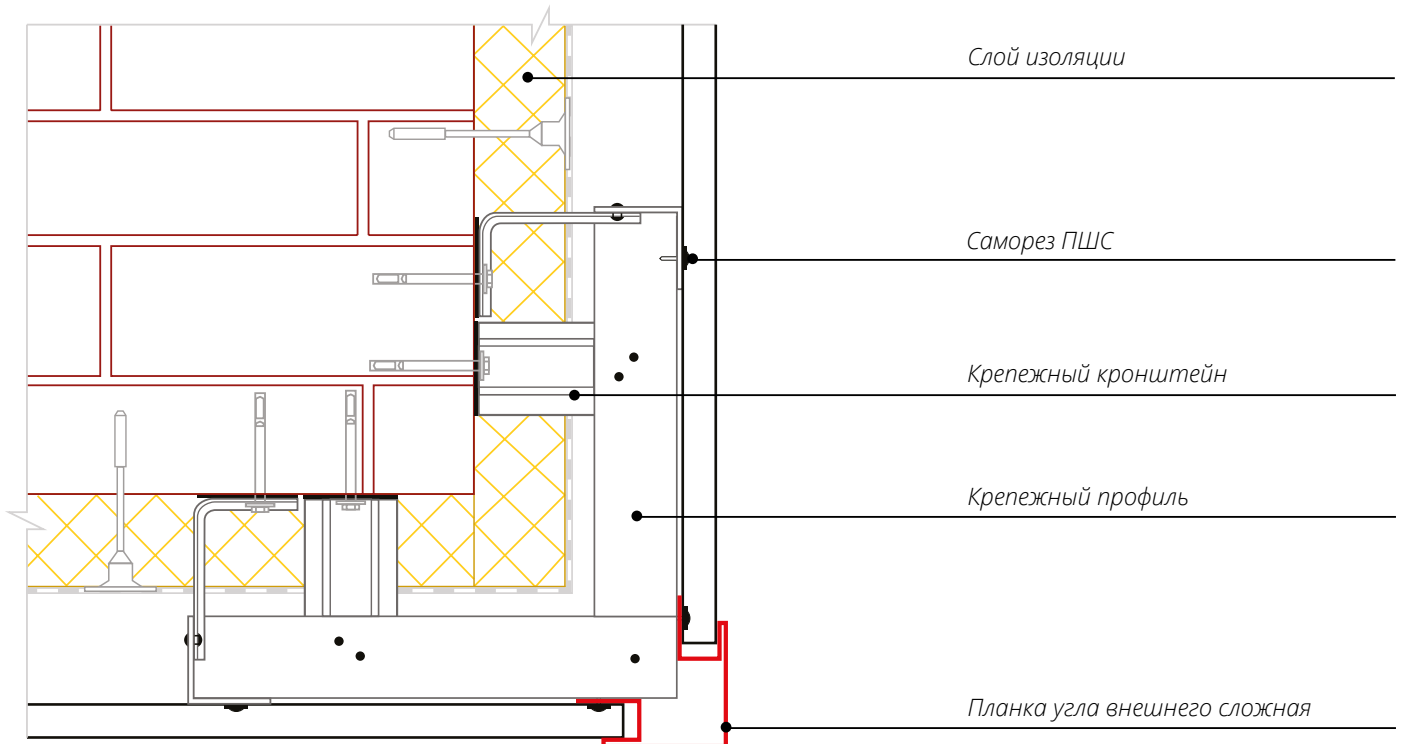 Слой изоляции
Саморез ПШС
Крепежный кронштейн
Крепежный профиль
Планка угла внешнего сложная